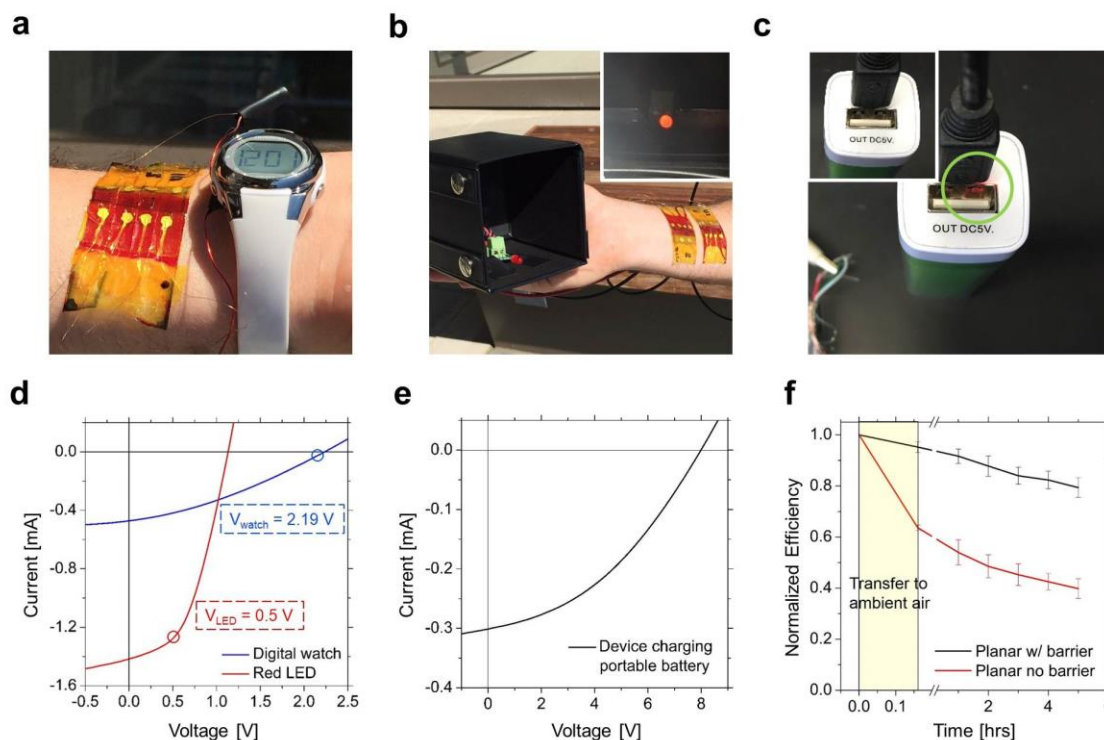 a
b
c
1201
OUT DC5V.
OUT DC5V.
d
e
f
0.0
-0.4
-0.8
-1.2
-1.6
Current [mA]
V_watch = 2.19 V
V_LED = 0.5 V
Digital watch
Red LED
-0.5 0.0 0.5 1.0 1.5 2.0 2.5
Voltage [V]
0.0
-0.1
-0.2
-0.3
-0.4
Current [mA]
Device charging
portable battery
0 2 4 6 8
Voltage [V]
1.0
0.8
0.6
0.4
0.2
0.0
Normalized Efficiency
Transfer to
ambient air
Planar w/ barrier
Planar no barrier
0.0 0.1 2 4
Time [hrs]